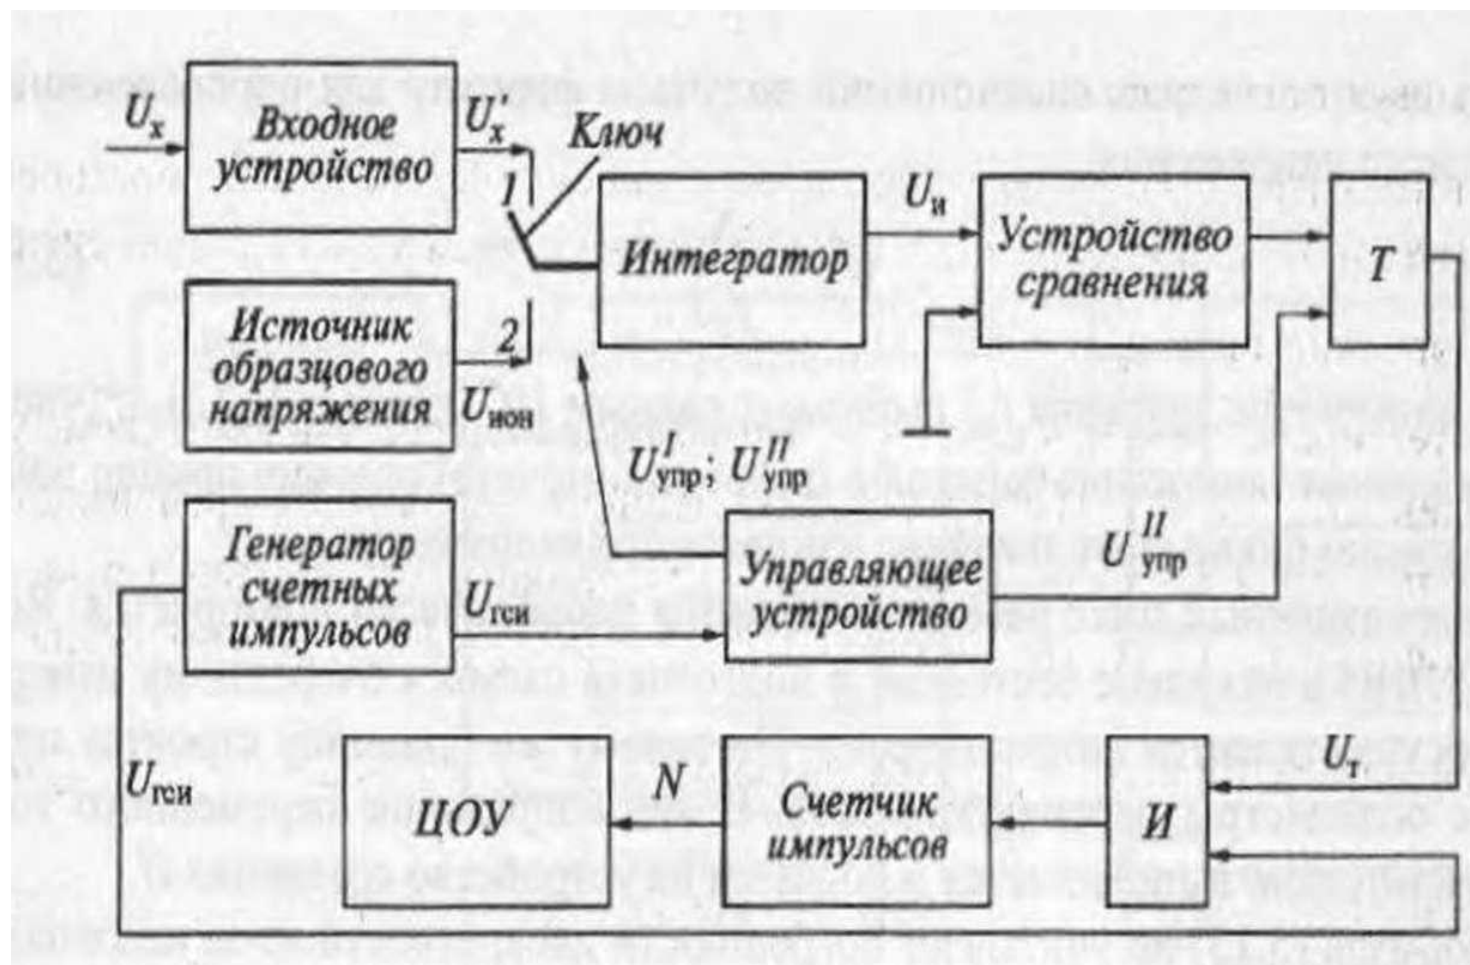 Uх
Входное
устройство
U'х
Ключ
1
Интегратор
Uи
Устройство
сравнения
Т
Источник
образцового
напряжения
2
Uион
UIупр; UIIупр
Генератор
счетных
импульсов
Uгси
Управляющее
устройство
UIIупр
Uгси
ЦОУ
N
Счетчик
импульсов
И
Uт